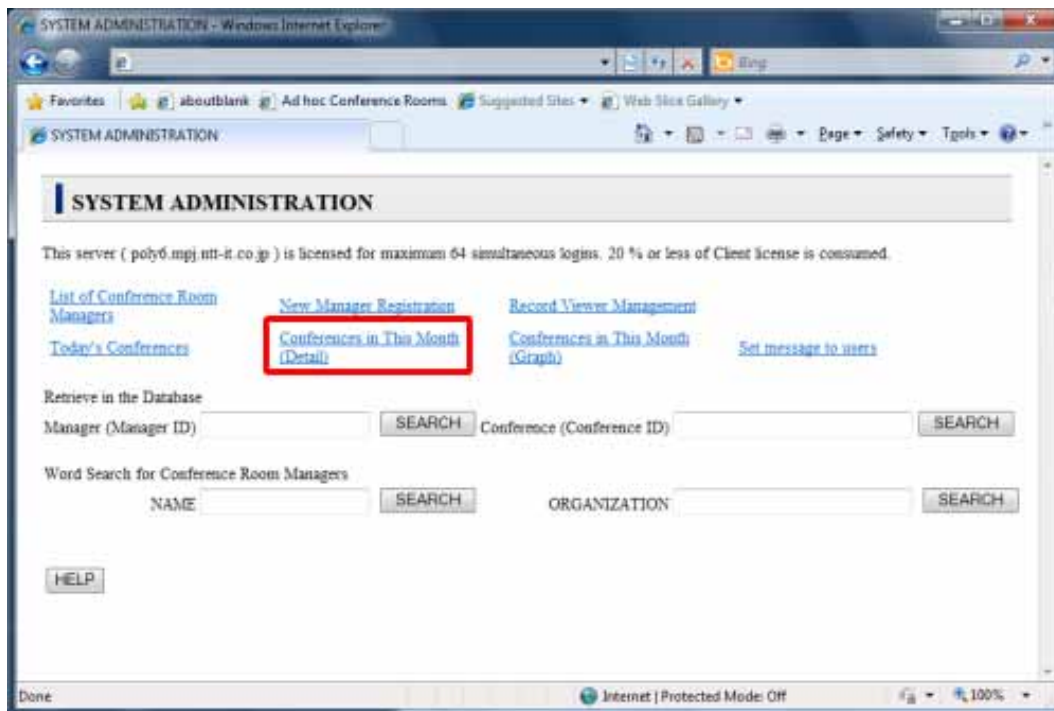 SYSTEM ADMINISTRATION - Windows Internet Explorer
Bing
Favorites aboutblank Ad hoc Conference Rooms Suggested Sites Web Slice Gallery
SYSTEM ADMINISTRATION Page Safety Tools
SYSTEM ADMINISTRATION
This server ( poly6.mpj.ntt-it.co.jp ) is licensed for maximum 64 simultaneous logins. 20 % or less of Client license is consumed.
List of Conference Room
Managers
New Manager Registration
Record Viewer Management
Today's Conferences
Conferences in This Month
(Detail)
Conferences in This Month
(Graph)
Set message to users
Retrieve in the Database
Manager (Manager ID) SEARCH Conference (Conference ID) SEARCH
Word Search for Conference Room Managers
NAME SEARCH ORGANIZATION SEARCH
HELP
Done Internet | Protected Mode: Off 100%